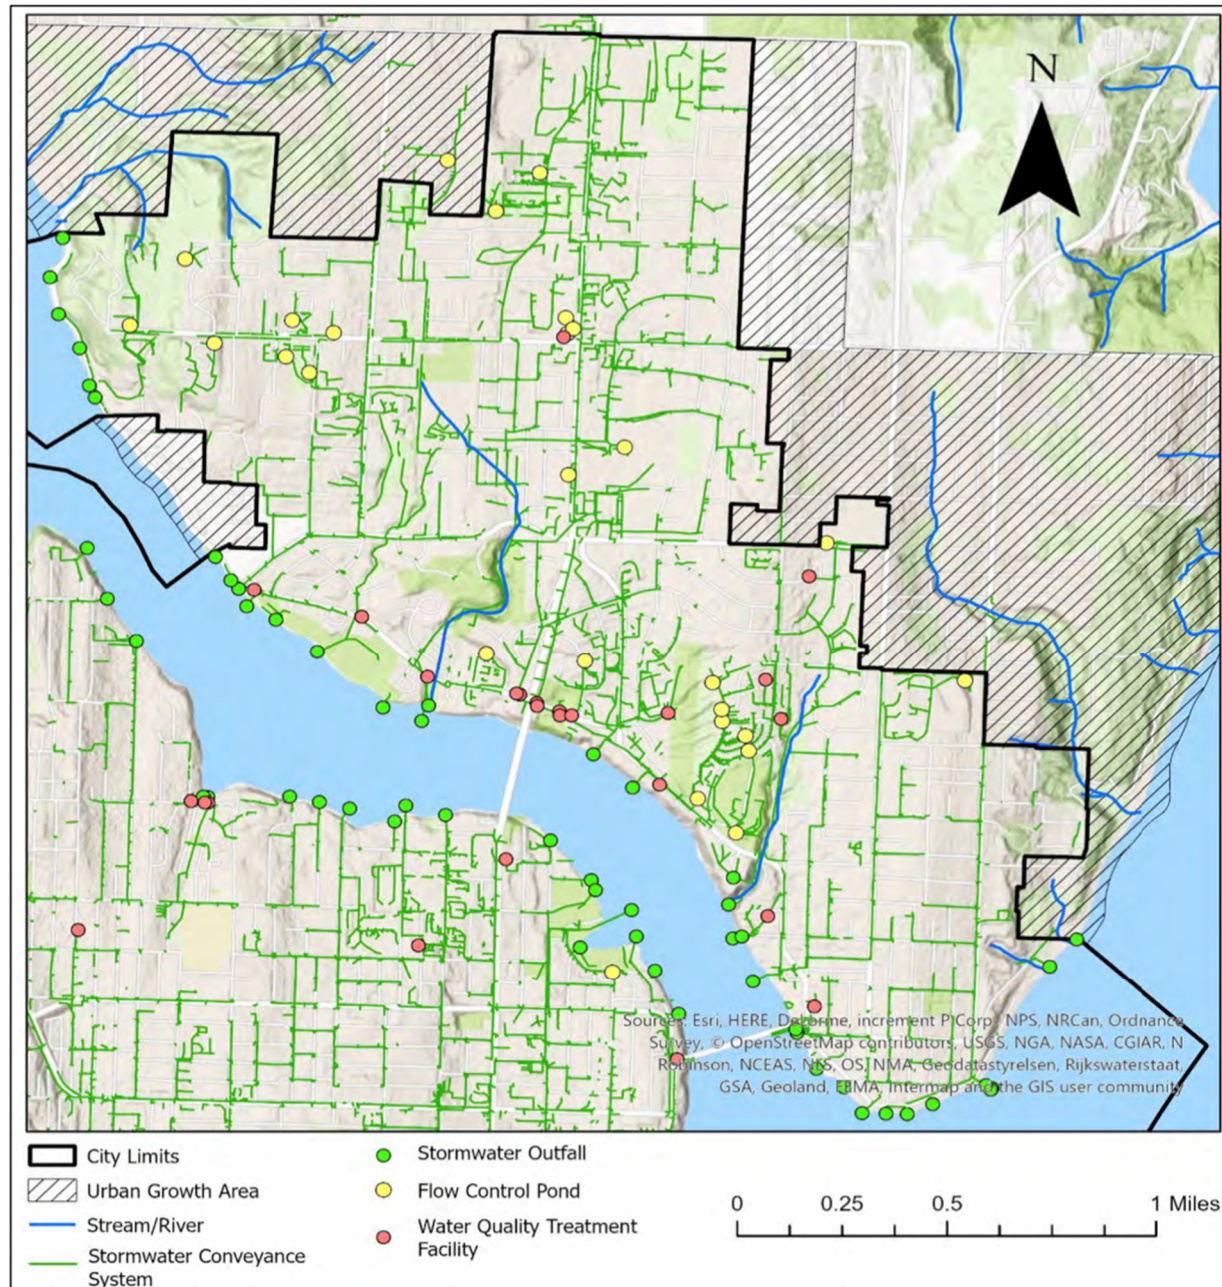 N
Sources: Esri, HERE, DeLorme, increment P Corp., NPS, NRCan, Ordnance
Survey, © OpenStreetMap contributors, USGS, NGA, NASA, CGIAR, N
Robinson, NCEAS, NLS, OS, NMA, Geodatastyrelsen, Rijkswaterstaat,
GSA, Geoland, FEMA, Intermap and the GIS user community
City Limits
Urban Growth Area
Stream/River
Stormwater Conveyance
System
Stormwater Outfall
Flow Control Pond
Water Quality Treatment
Facility
0 0.25 0.5 1 Miles